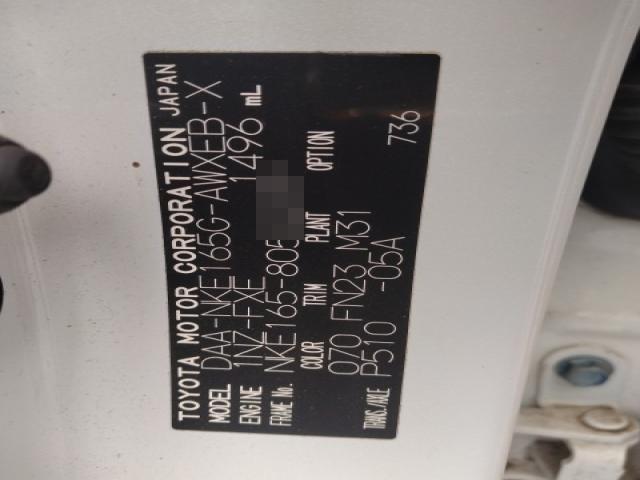 TOYOTA MOTOR CORPORATION JAPAN
MODEL DAA-NKE165G-AWXEB-X
ENGINE 1NZ-FXE 1496 mL
FRAME No. NKE165-805
COLOR TRIM PLANT OPTION
070 FN23 M31 736
TRANS./AXLE P510 -05A